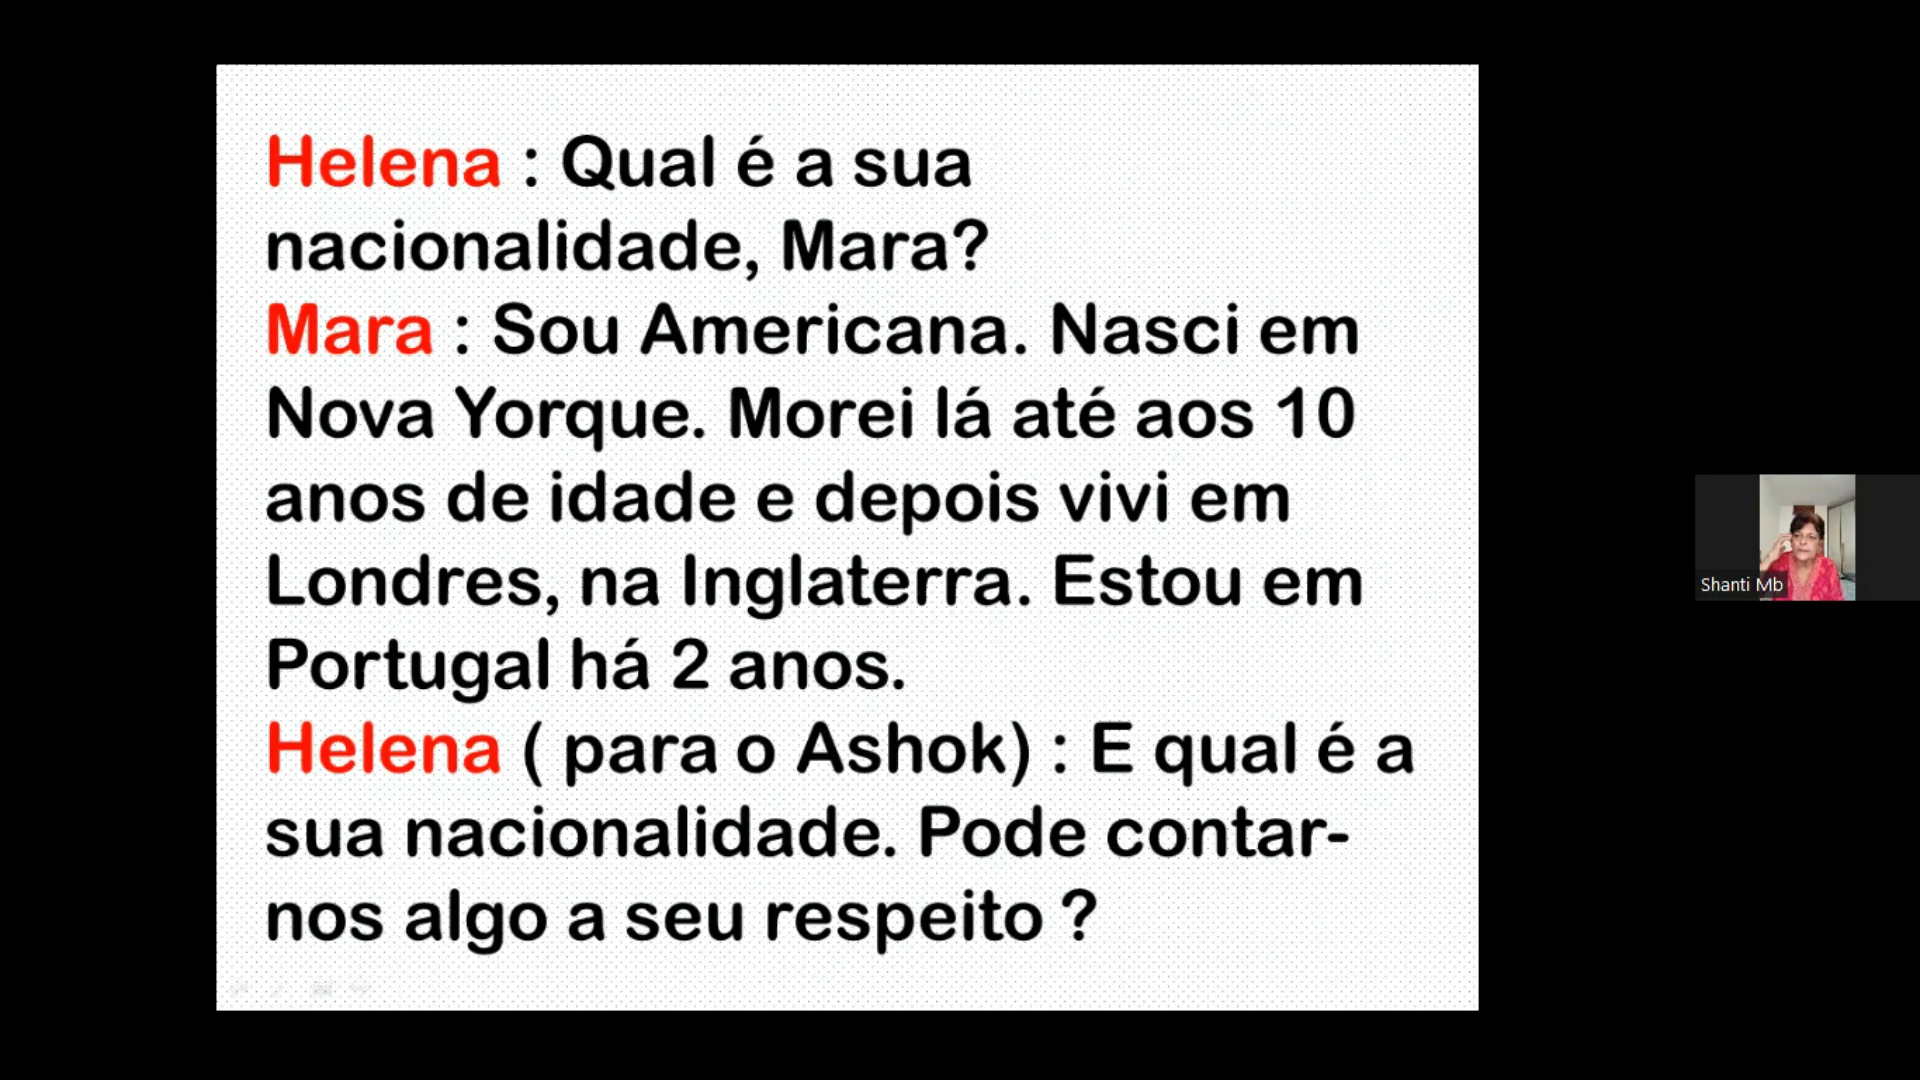 Helena : Qual é a sua
nacionalidade, Mara?
Mara : Sou Americana. Nasci em
Nova Yorque. Morei lá até aos 10
anos de idade e depois vivi em
Londres, na Inglaterra. Estou em
Portugal há 2 anos.
Helena ( para o Ashok) : E qual é a
sua nacionalidade. Pode contar-
nos algo a seu respeito ?
Shanti Mb